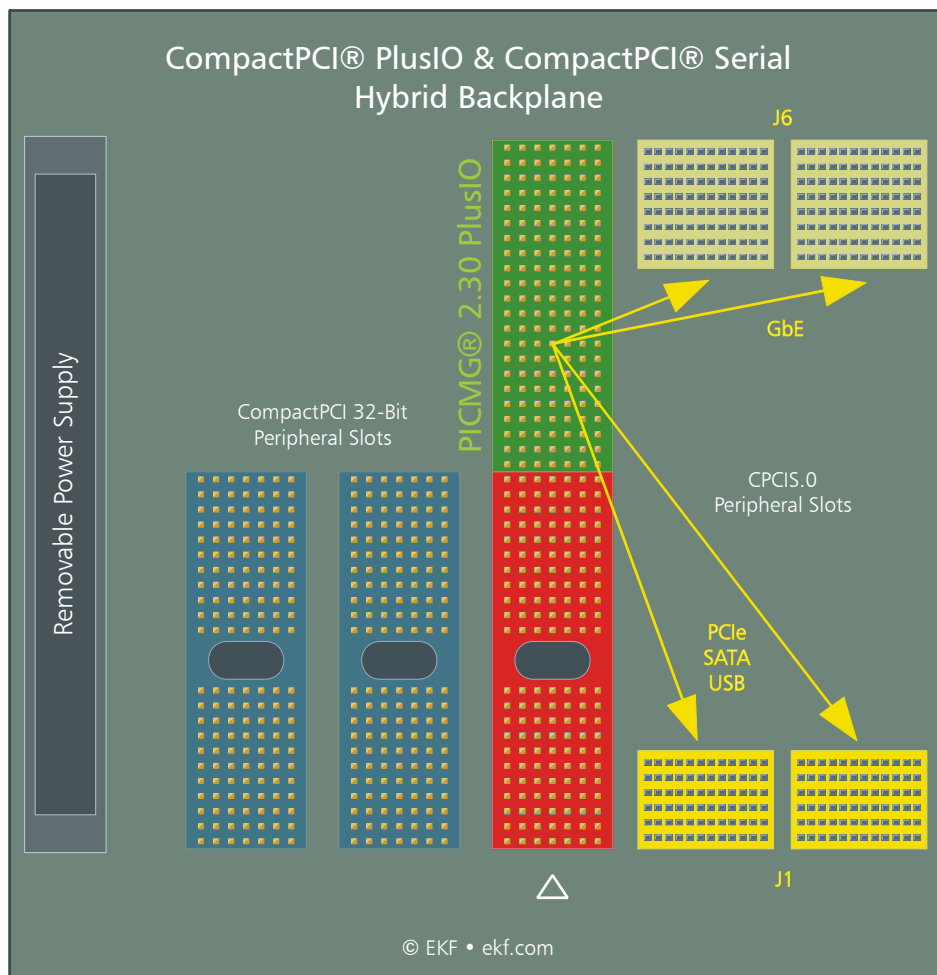 CompactPCI® PlusIO & CompactPCI® Serial
Hybrid Backplane
J6
PICMG® 2.30 PlusIO
GbE
Removable Power Supply
CompactPCI 32-Bit
Peripheral Slots
CPCIS.0
Peripheral Slots
PCIe
SATA
USB
J1
© EKF • ekf.com